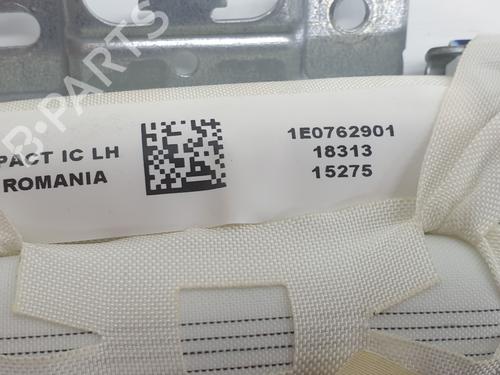 B-PARTS
PACT IC LH
ROMANIA
1E0762901
18313
15275